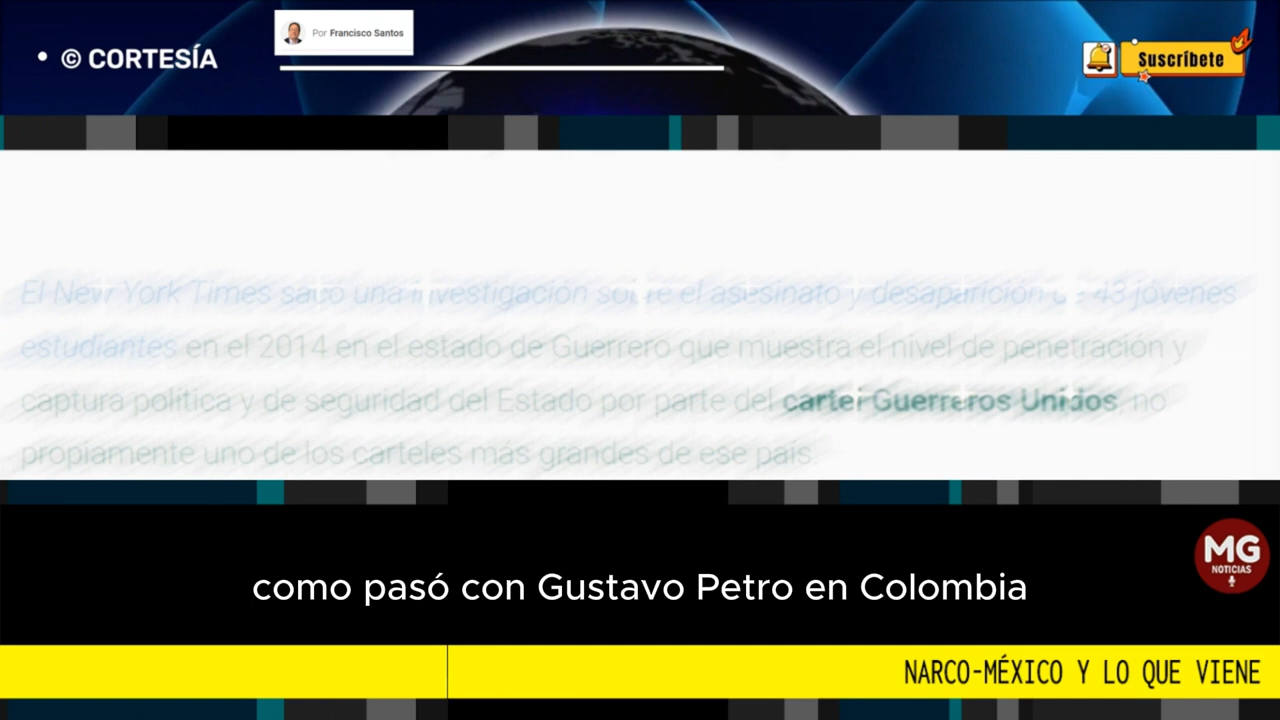 • © CORTESÍA
Por Francisco Santos
Suscríbete
El New York Times sacó una investigación sobre el asesinato y desaparición de 43 jóvenes
estudiantes en el 2014 en el estado de Guerrero que muestra el nivel de penetración y
captura política y de seguridad del Estado por parte del cartel Guerreros Unidos, no
propiamente uno de los carteles más grandes de ese país.
MG
NOTICIAS
como pasó con Gustavo Petro en Colombia
NARCO-MÉXICO Y LO QUE VIENE